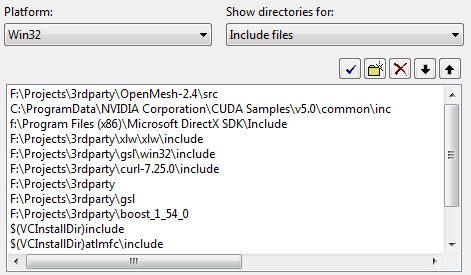 Platform: Show directories for:
Win32 Include files
F:\Projects\3rdparty\OpenMesh-2.4\src
C:\ProgramData\NVIDIA Corporation\CUDA Samples\v5.0\common\inc
f:\Program Files (x86)\Microsoft DirectX SDK\Include
F:\Projects\3rdparty\xlw\xlw\include
F:\Projects\3rdparty\gsl\win32\include
F:\Projects\3rdparty\curl-7.25.0\include
F:\Projects\3rdparty
F:\Projects\3rdparty\gsl
F:\Projects\3rdparty\boost_1_54_0
$(VCInstallDir)include
$(VCInstallDir)atlmfc\include